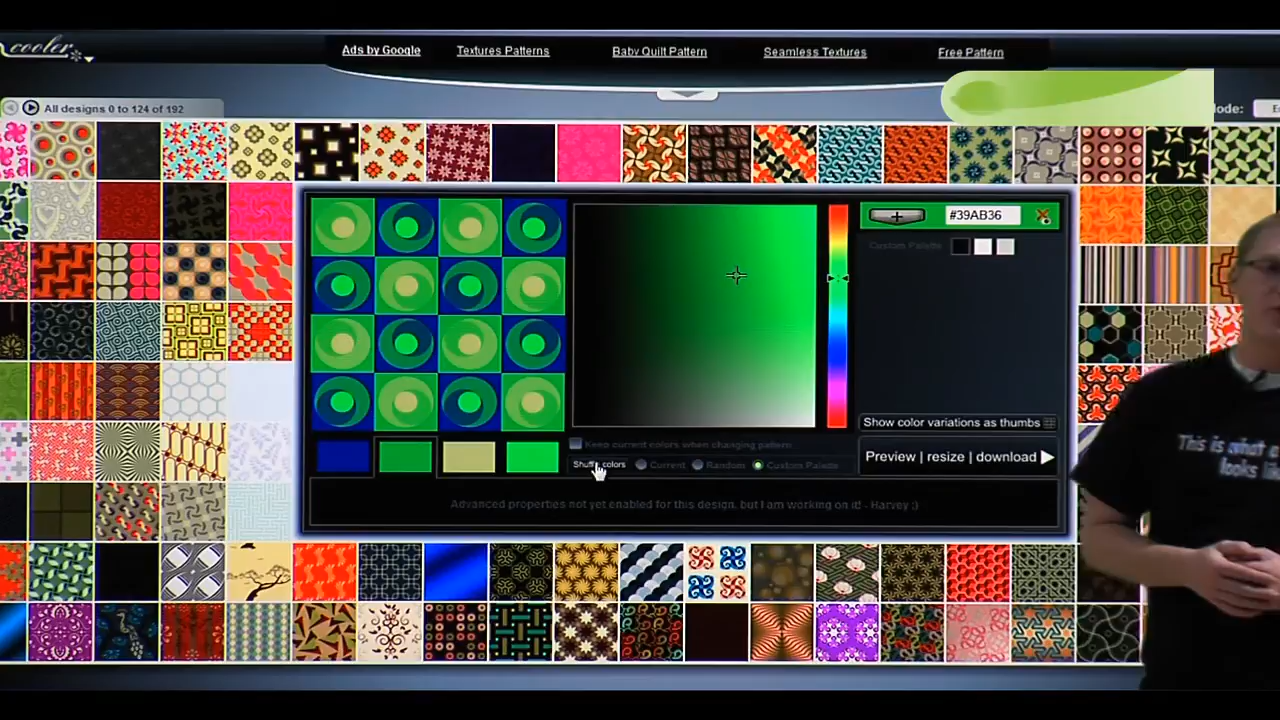 cooler
Ads by Google Textures Patterns Baby Quilt Pattern Seamless Textures Free Pattern
All designs 0 to 124 of 192
#39AB36
Custom Palette
Show color variations as thumbs
Keep current colors when changing pattern
Shuffle colors Current Random Custom Palette
Preview | resize | download
Advanced properties not yet enabled for this design, but I am working on it! - Harvey :)
This is what a
looks